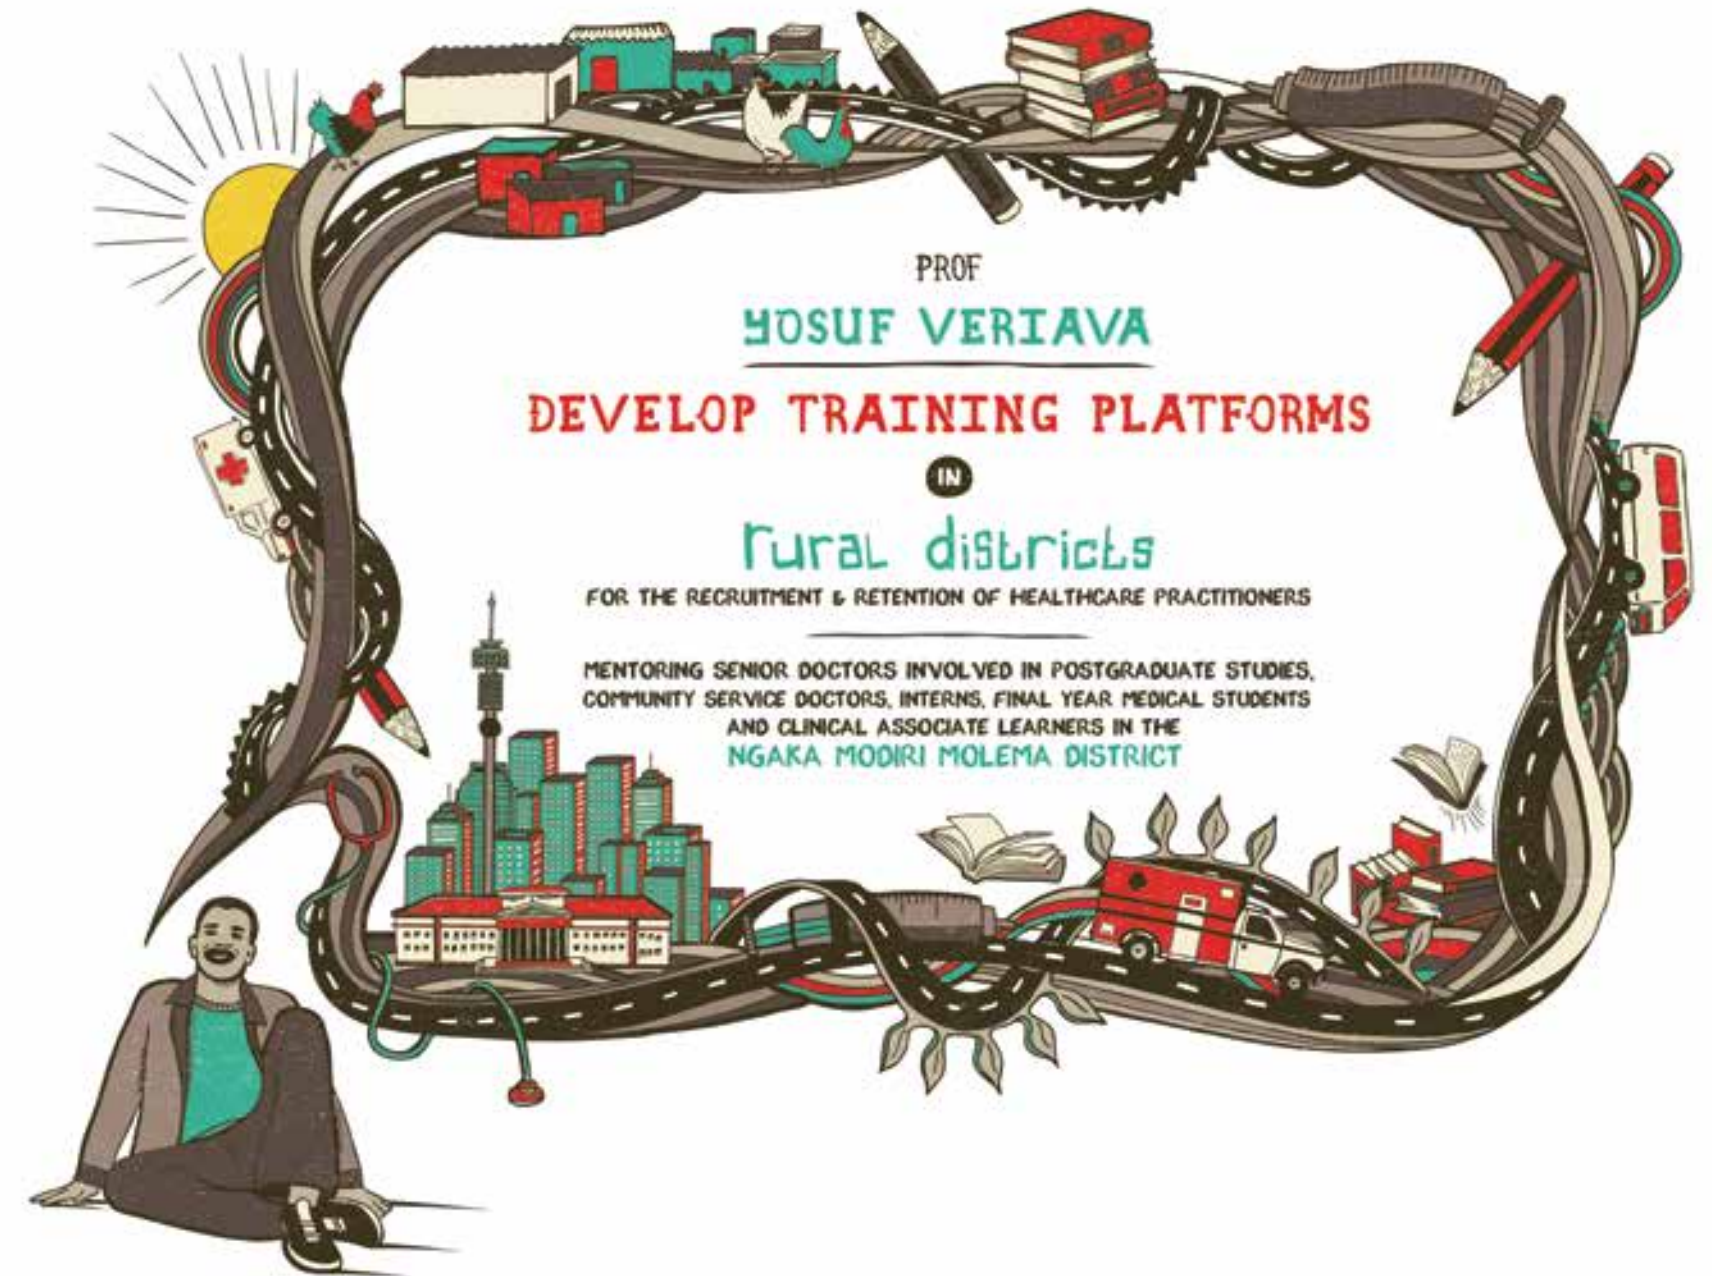 PROF
YOSUF VERIAVA
DEVELOP TRAINING PLATFORMS
IN
rural districts
FOR THE RECRUITMENT & RETENTION OF HEALTHCARE PRACTITIONERS
MENTORING SENIOR DOCTORS INVOLVED IN POSTGRADUATE STUDIES,
COMMUNITY SERVICE DOCTORS, INTERNS, FINAL YEAR MEDICAL STUDENTS
AND CLINICAL ASSOCIATE LEARNERS IN THE
NGAKA MODIRI MOLEMA DISTRICT